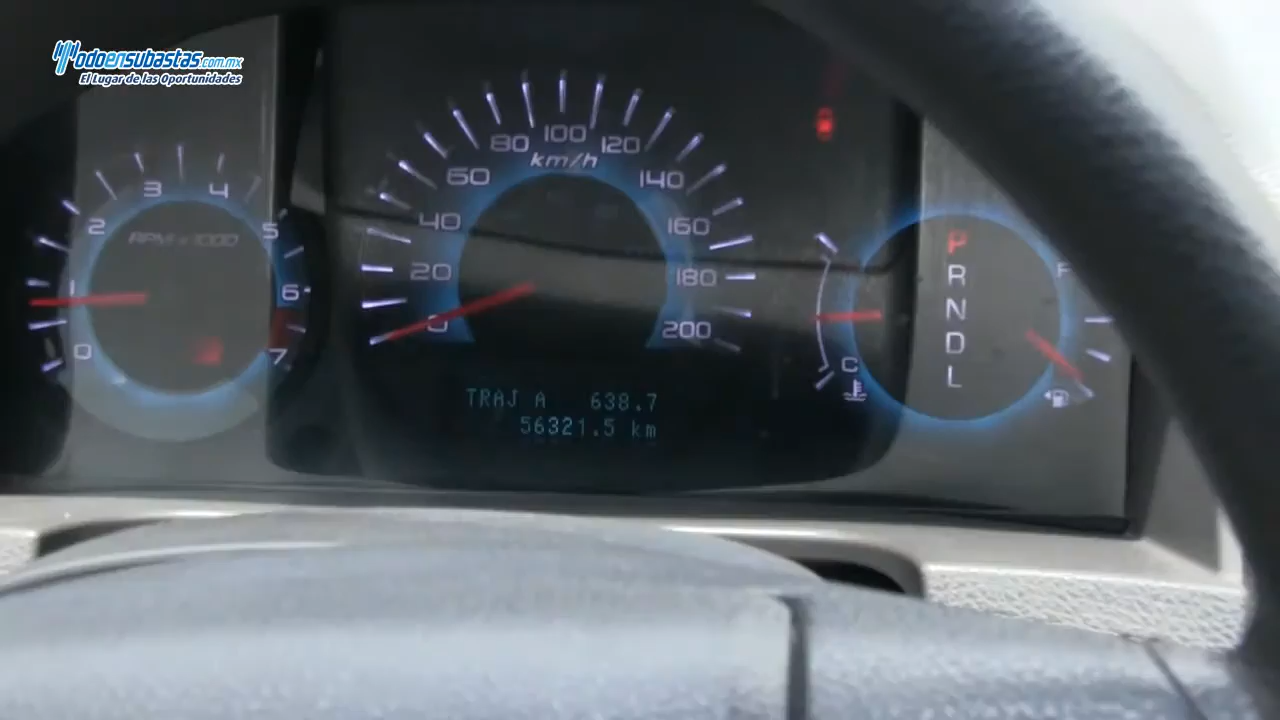 todoensubastas.com.mx
El Lugar de las Oportunidades
0 1 2 3 4 5 6 7
RPM x 1000
0 20 40 60 80 100 120 140 160 180 200
km/h
TRAJ A 638.7
56321.5 km
C
P
R
N
D
L
F